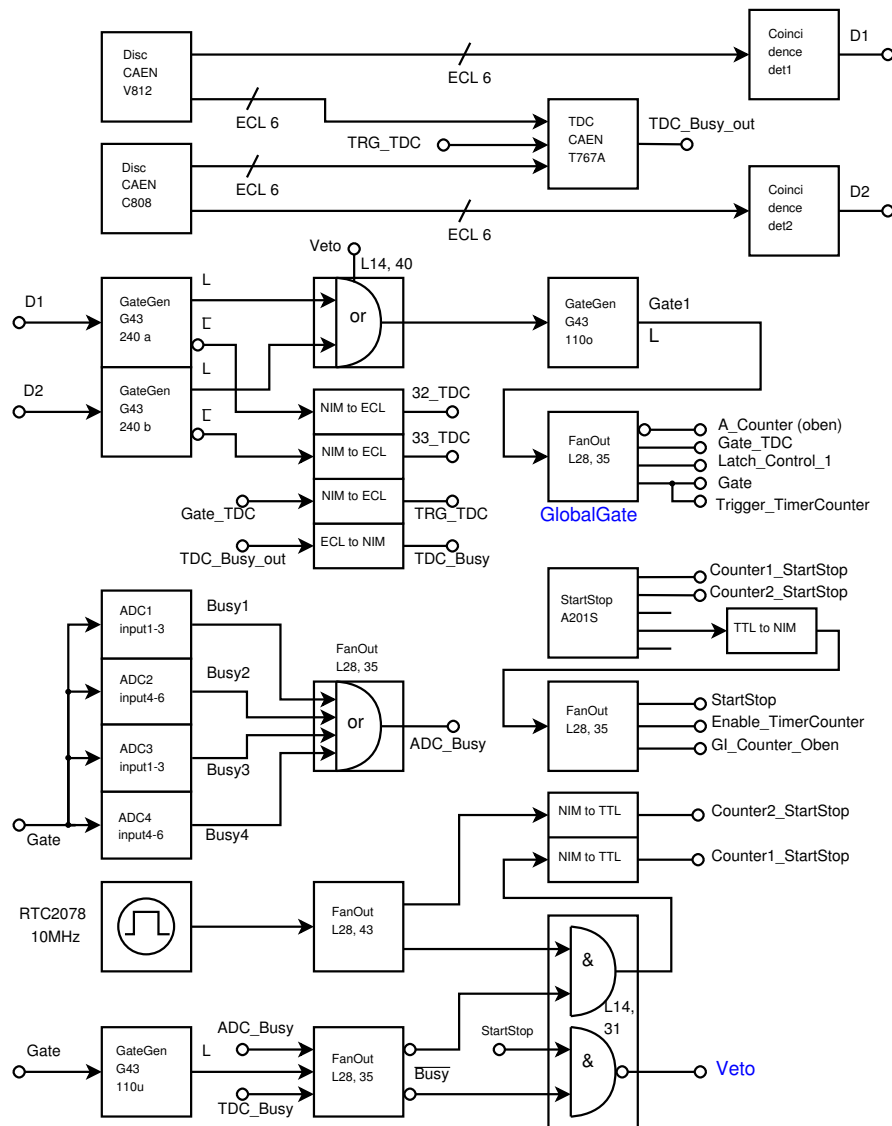 Disc
CAEN
V812
ECL 6
Coinci
dence
det1
D1
ECL 6
TRG_TDC
TDC
CAEN
T767A
TDC_Busy_out
Disc
CAEN
C808
ECL 6
ECL 6
Coinci
dence
det2
D2
Veto
L14, 40
D1
GateGen
G43
240 a
L
L
or
GateGen
G43
110o
Gate1
L
D2
GateGen
G43
240 b
L
L
NIM to ECL
32_TDC
NIM to ECL
33_TDC
Gate_TDC
NIM to ECL
TRG_TDC
TDC_Busy_out
ECL to NIM
TDC_Busy
FanOut
L28, 35
GlobalGate
A_Counter (oben)
Gate_TDC
Latch_Control_1
Gate
Trigger_TimerCounter
StartStop
A201S
Counter1_StartStop
Counter2_StartStop
TTL to NIM
ADC1
input1-3
Busy1
ADC2
input4-6
Busy2
ADC3
input1-3
Busy3
ADC4
input4-6
Busy4
Gate
FanOut
L28, 35
or
ADC_Busy
FanOut
L28, 35
StartStop
Enable_TimerCounter
GI_Counter_Oben
NIM to TTL
Counter2_StartStop
NIM to TTL
Counter1_StartStop
RTC2078
10MHz
FanOut
L28, 43
&
L14,
31
Gate
GateGen
G43
110u
L
ADC_Busy
TDC_Busy
FanOut
L28, 35
Busy
StartStop
&
Veto